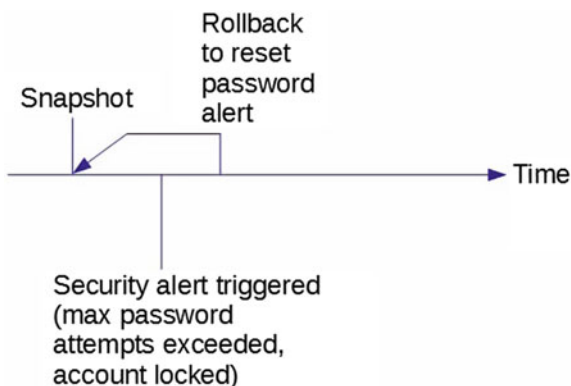 Rollback
to reset
password
alert
Snapshot
Time
Security alert triggered
(max password
attempts exceeded,
account locked)